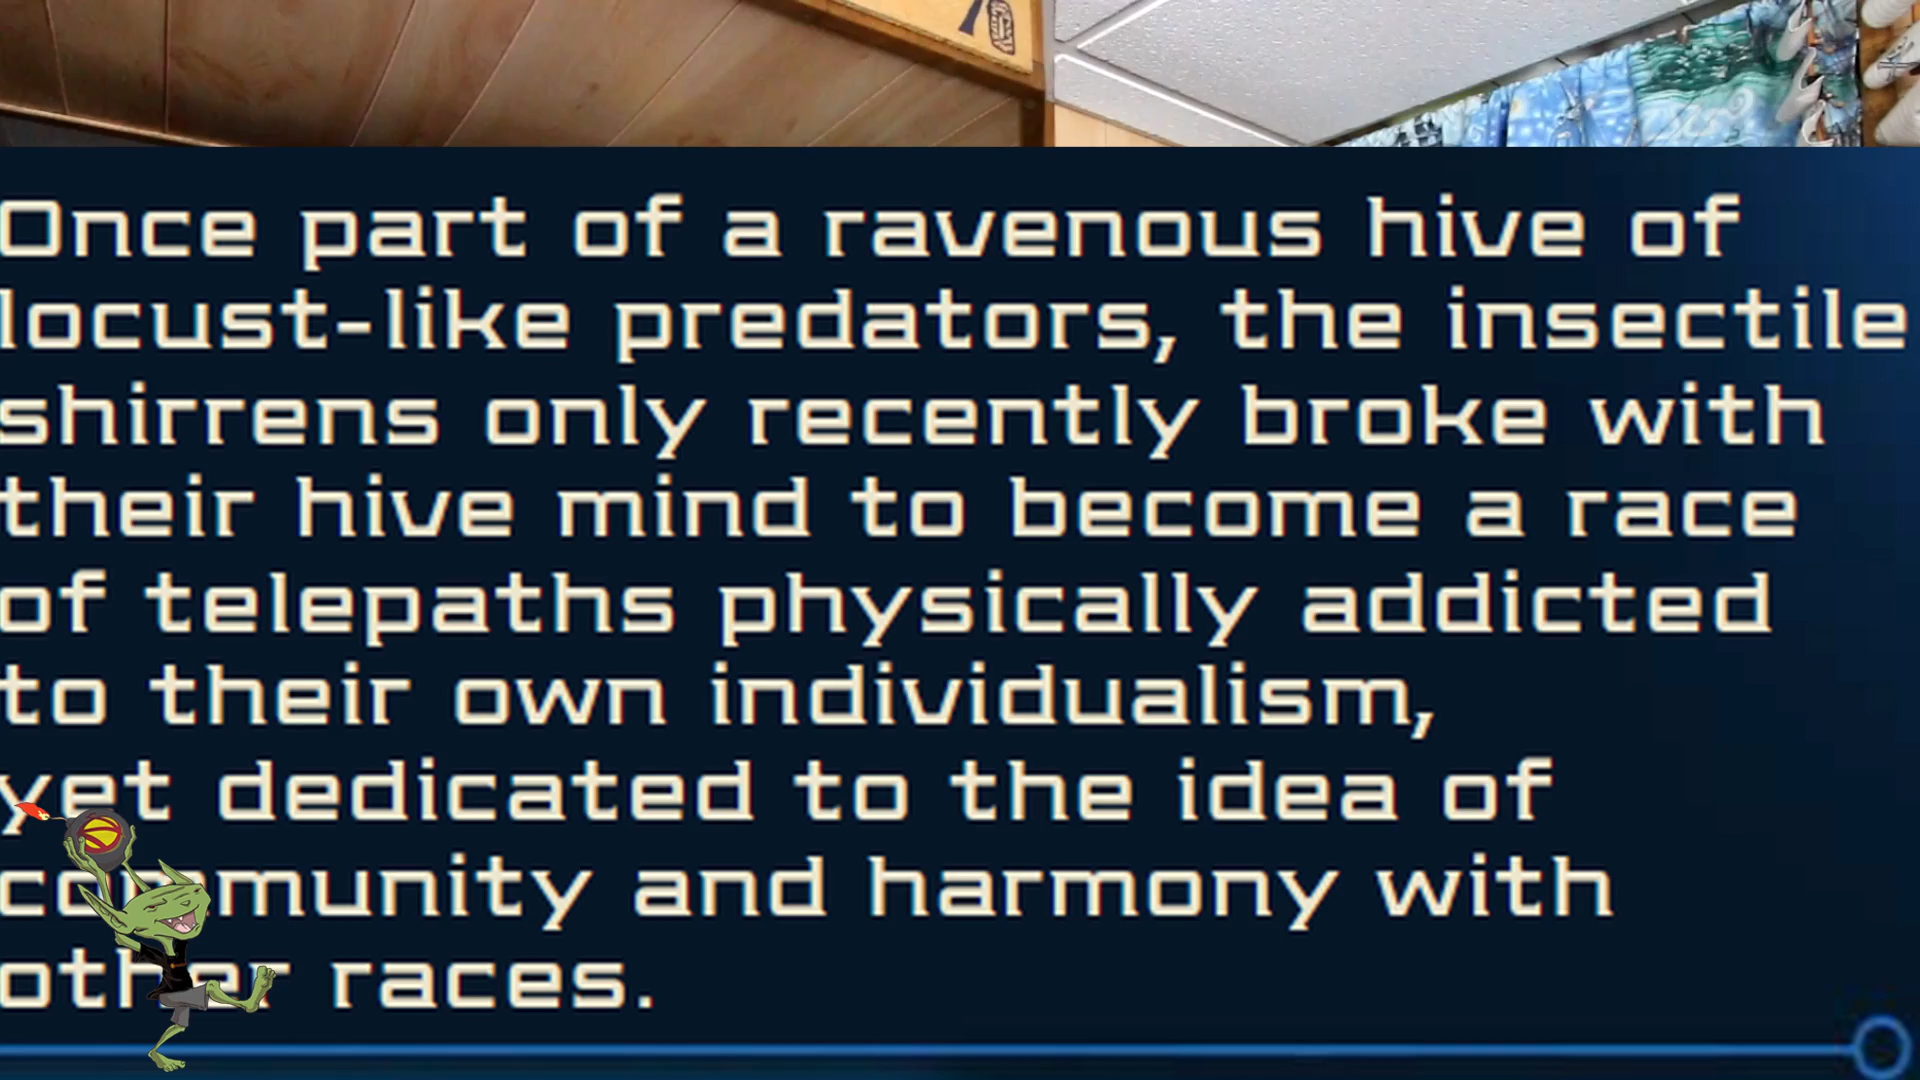 Once part of a ravenous hive of
locust-like predators, the insectile
shirrens only recently broke with
their hive mind to become a race
of telepaths physically addicted
to their own individualism,
yet dedicated to the idea of
community and harmony with
other races.